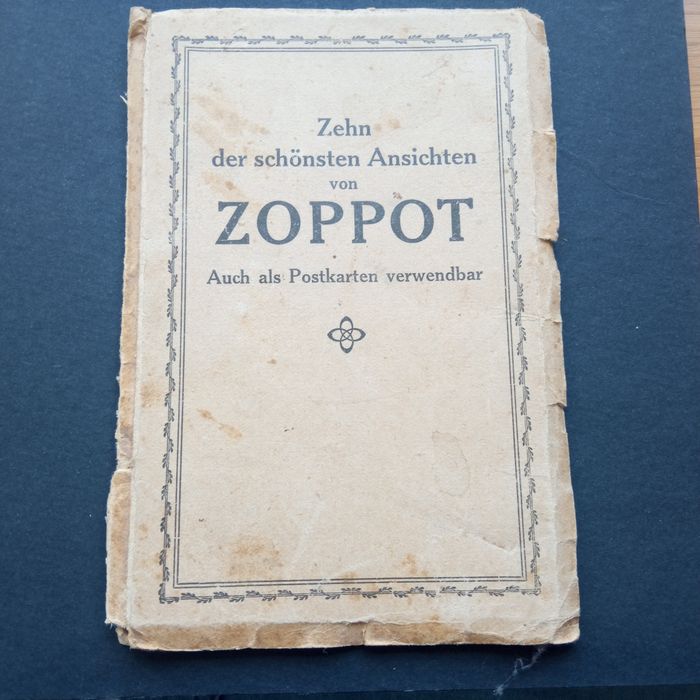 Zehn
der schönsten Ansichten
von
ZOPPOT
Auch als Postkarten verwendbar